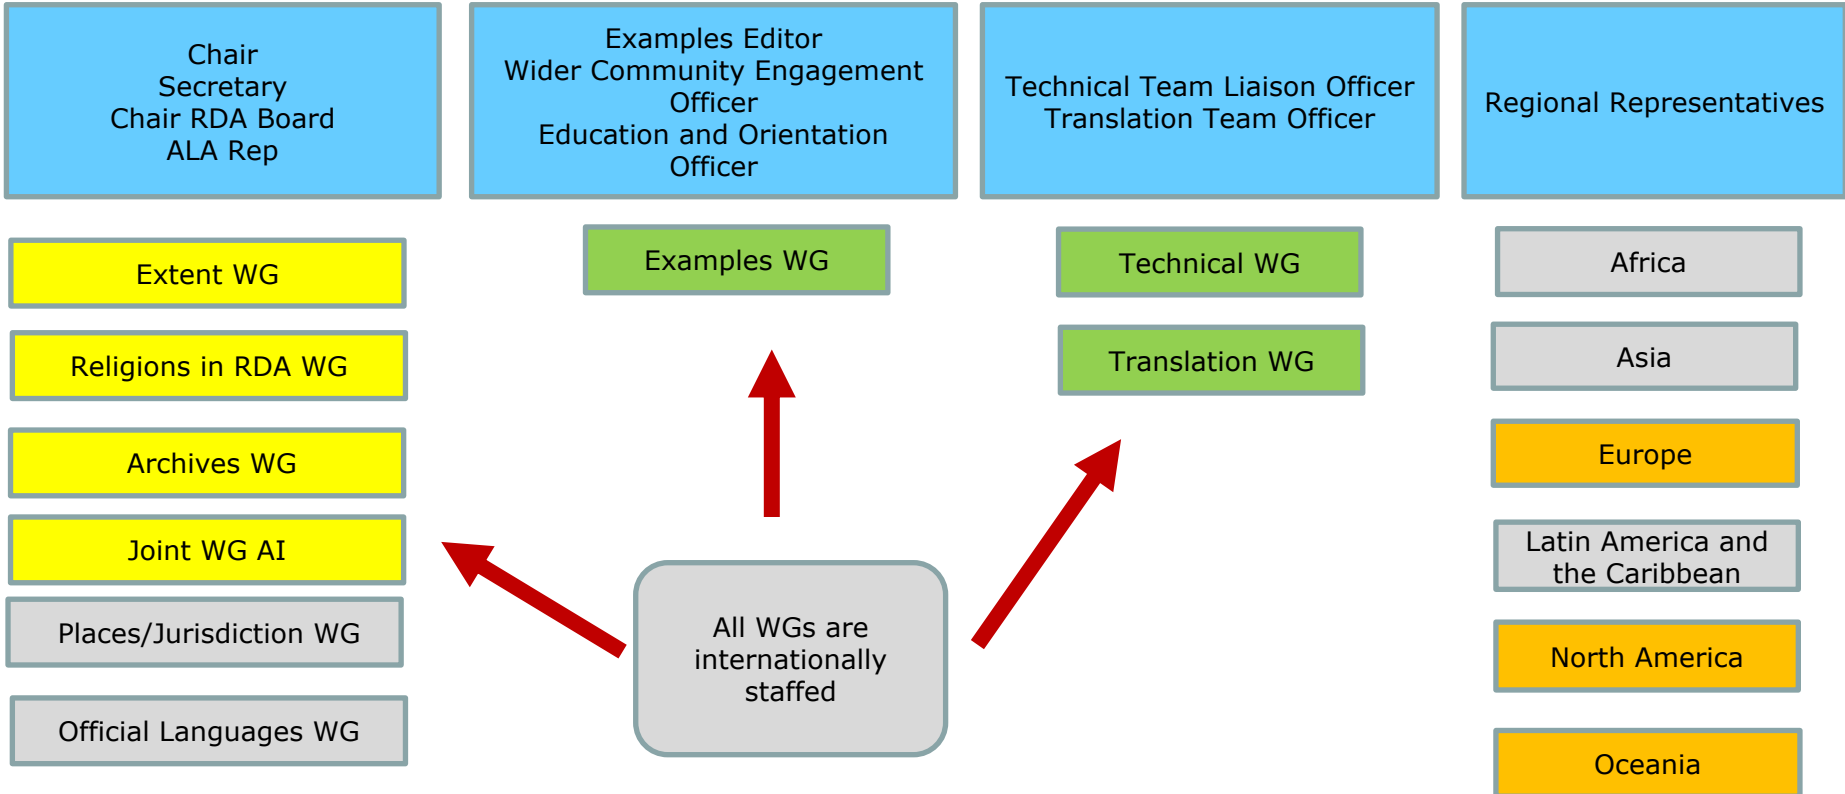 Chair
Secretary
Chair RDA Board
ALA Rep
Examples Editor
Wider Community Engagement
Officer
Education and Orientation
Officer
Technical Team Liaison Officer
Translation Team Officer
Regional Representatives
Extent WG
Religions in RDA WG
Archives WG
Joint WG AI
Places/Jurisdiction WG
Official Languages WG
Examples WG
All WGs are
internationally
staffed
Technical WG
Translation WG
Africa
Asia
Europe
Latin America and
the Caribbean
North America
Oceania